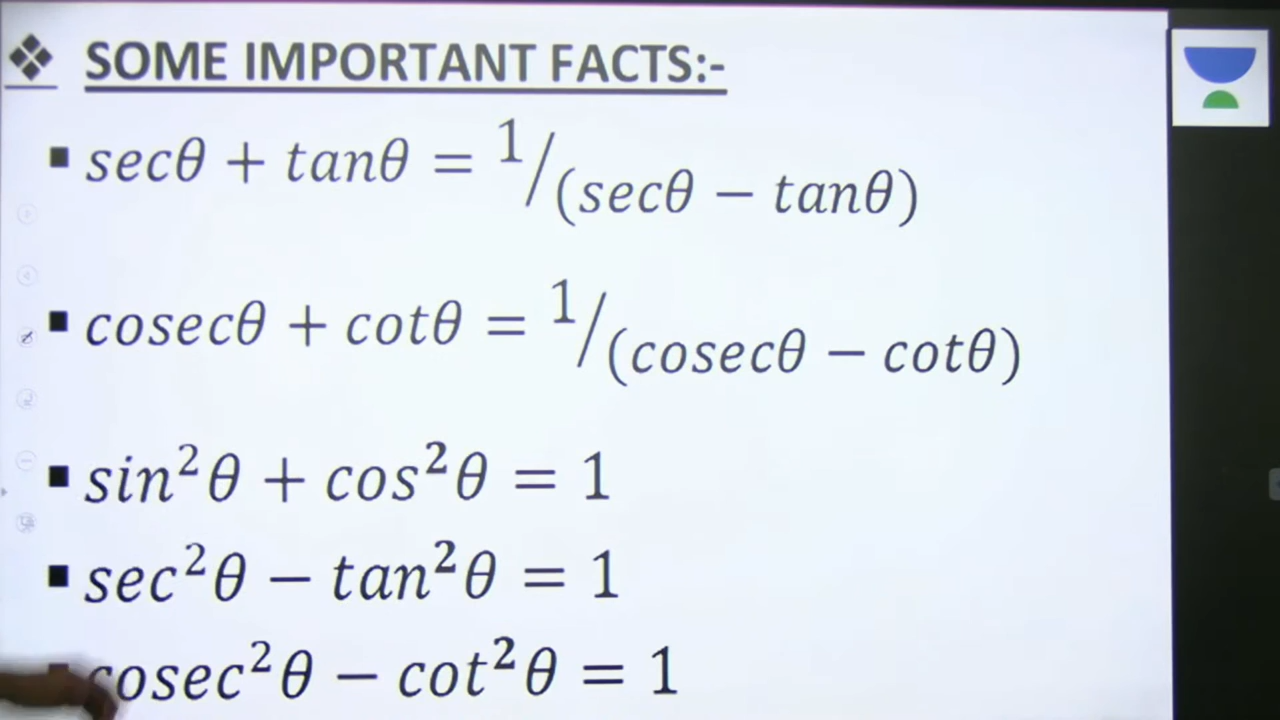 ❖ SOME IMPORTANT FACTS:-
▪ secθ + tanθ = 1/(secθ − tanθ)
▪ cosecθ + cotθ = 1/(cosecθ − cotθ)
▪ sin²θ + cos²θ = 1
▪ sec²θ − tan²θ = 1
▪ cosec²θ − cot²θ = 1